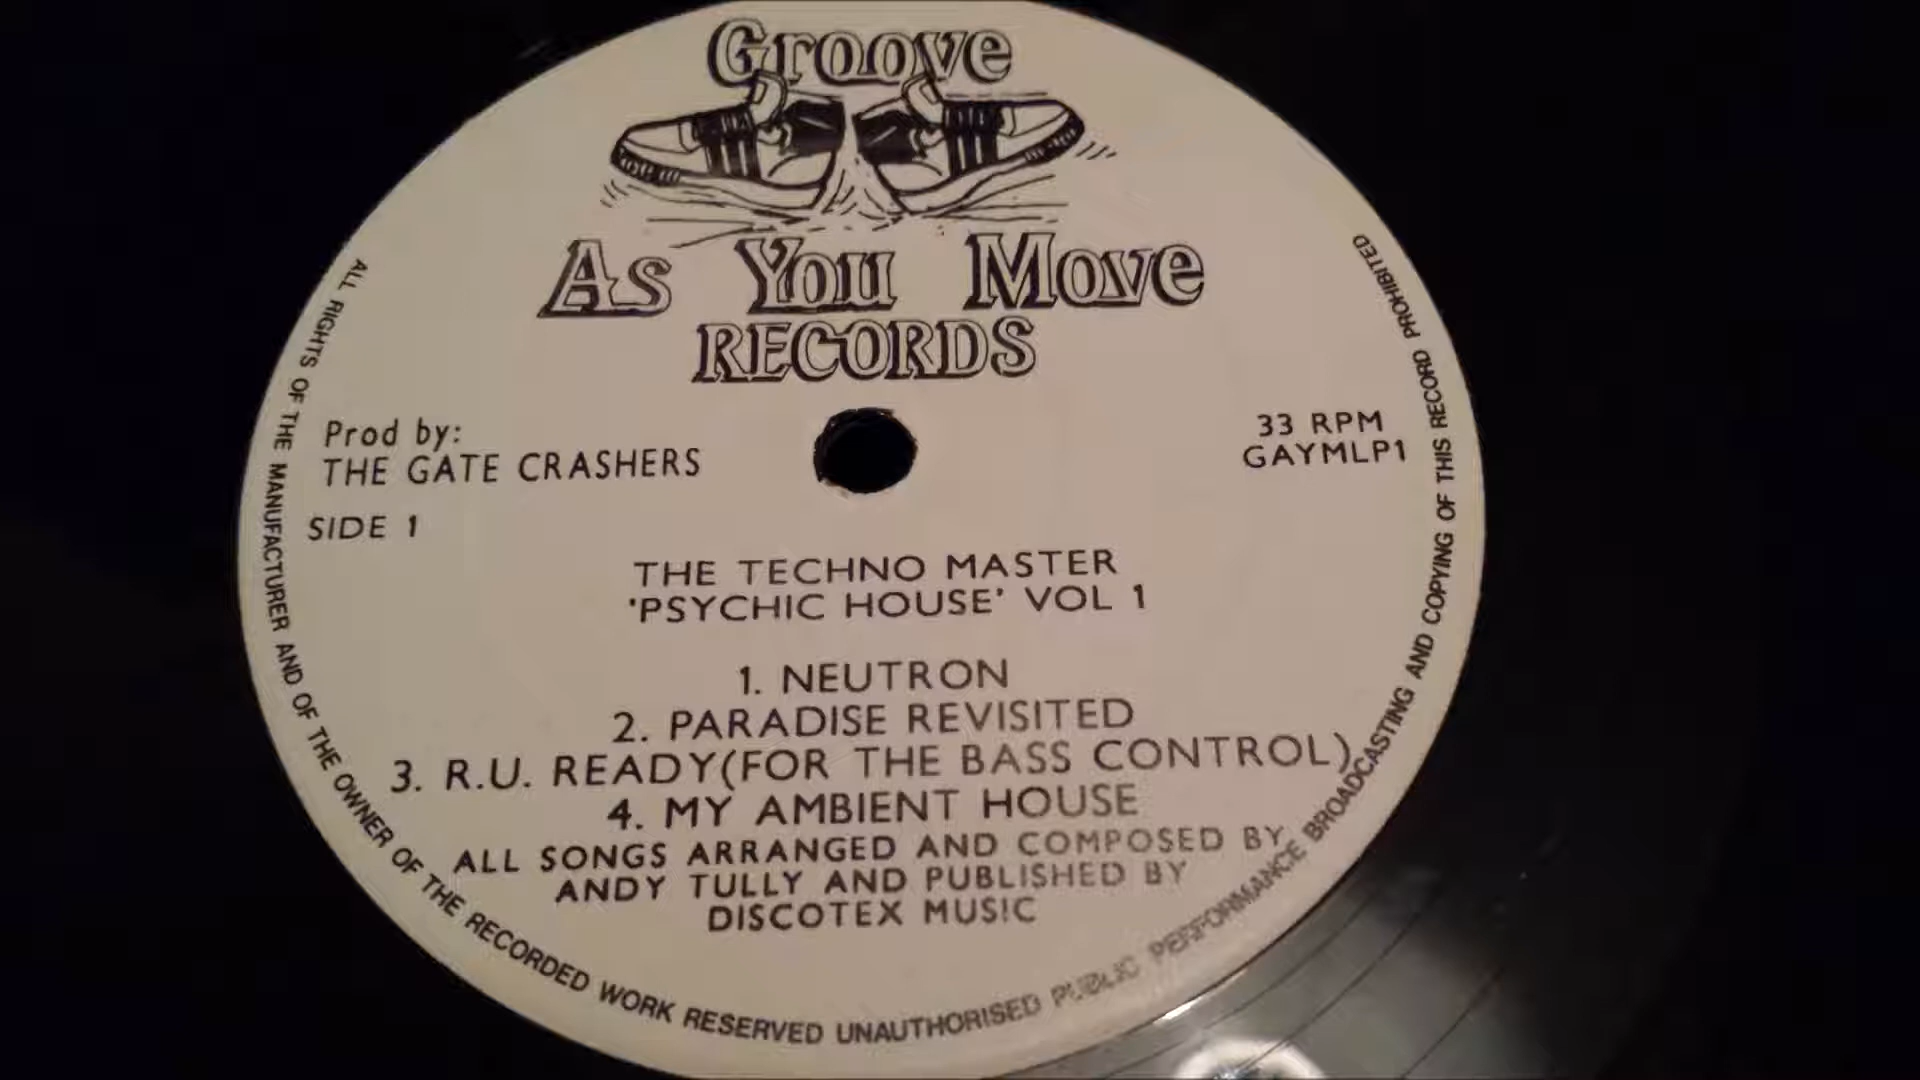 Groove
As You Move
RECORDS
Prod by:
THE GATE CRASHERS
SIDE 1
33 RPM
GAYMLP1
THE TECHNO MASTER
'PSYCHIC HOUSE' VOL 1
1. NEUTRON
2. PARADISE REVISITED
3. R.U. READY(FOR THE BASS CONTROL)
4. MY AMBIENT HOUSE
ALL SONGS ARRANGED AND COMPOSED BY
ANDY TULLY AND PUBLISHED BY
DISCOTEX MUSIC
ALL RIGHTS OF THE MANUFACTURER AND OF THE OWNER OF THE RECORDED WORK RESERVED UNAUTHORISED PUBLIC PERFORMANCE BROADCASTING AND COPYING OF THIS RECORD PROHIBITED